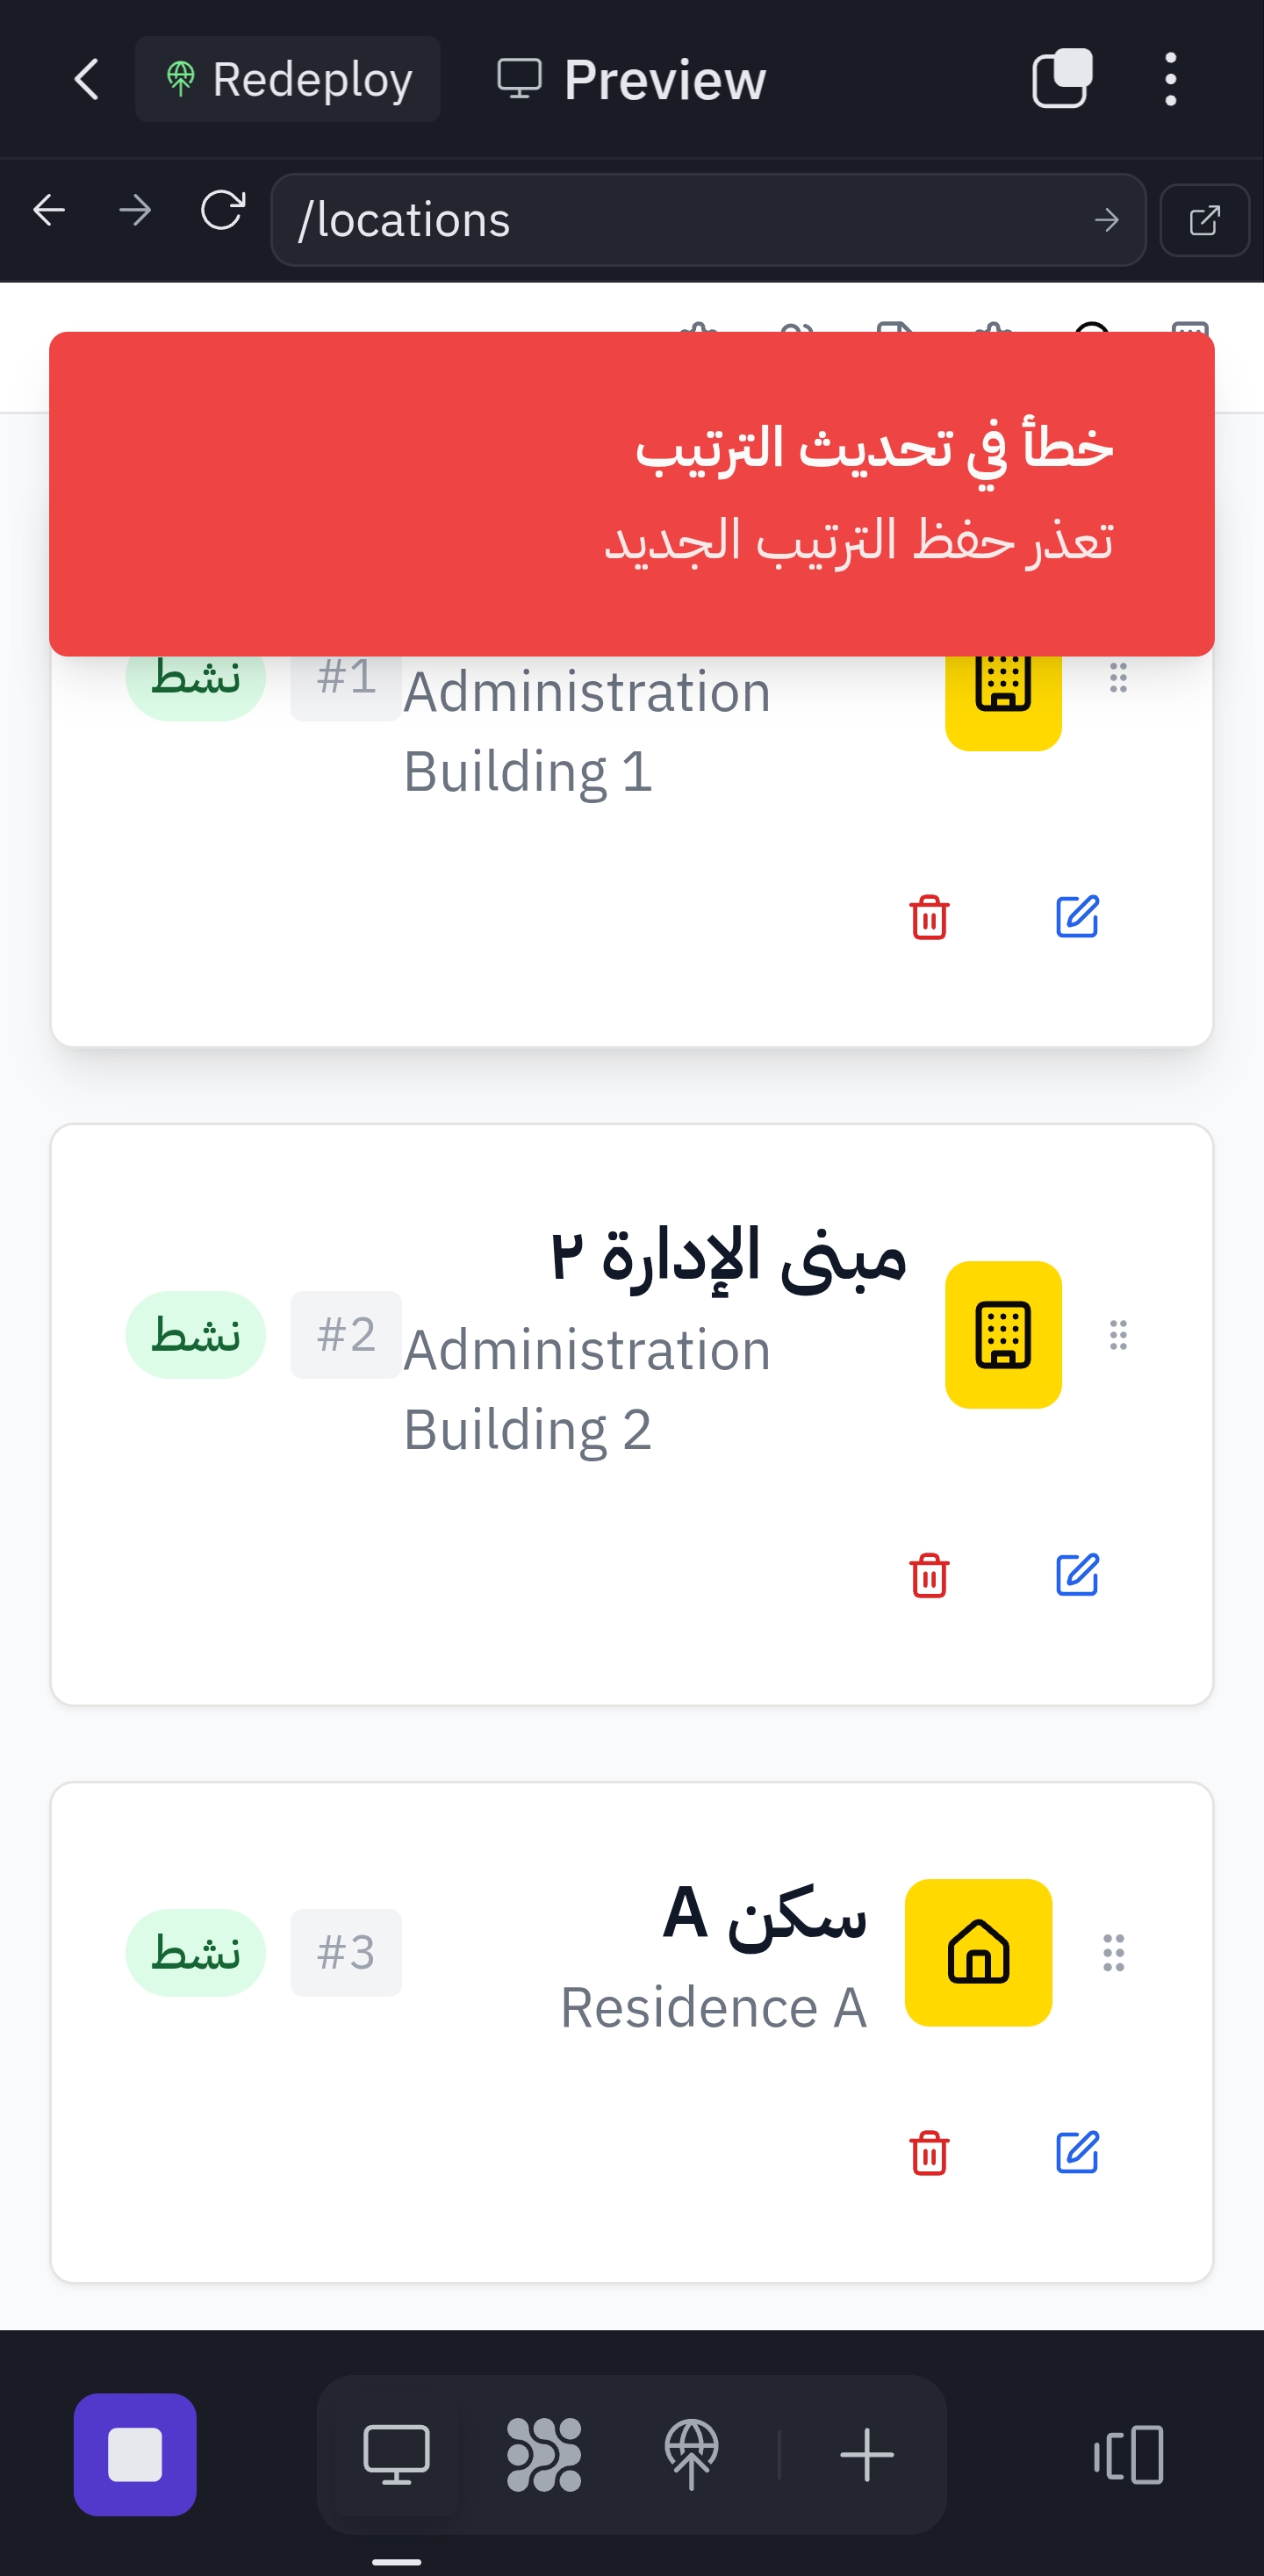 Redeploy
Preview
/locations
خطأ في تحديث الترتيب
تعذر حفظ الترتيب الجديد
Administration
Building 1
#1
نشط
مبنى الإدارة ٢
Administration
Building 2
#2
نشط
سكن A
Residence A
#3
نشط